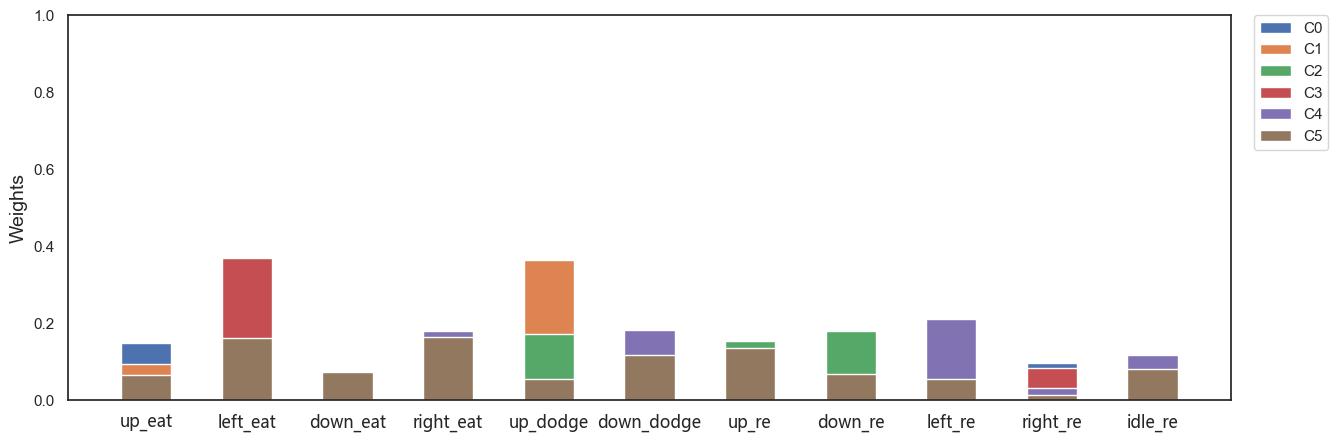 Weights
1.0
0.8
0.6
0.4
0.2
0.0
up_eat left_eat down_eat right_eat up_dodge down_dodge up_re down_re left_re right_re idle_re
C0
C1
C2
C3
C4
C5